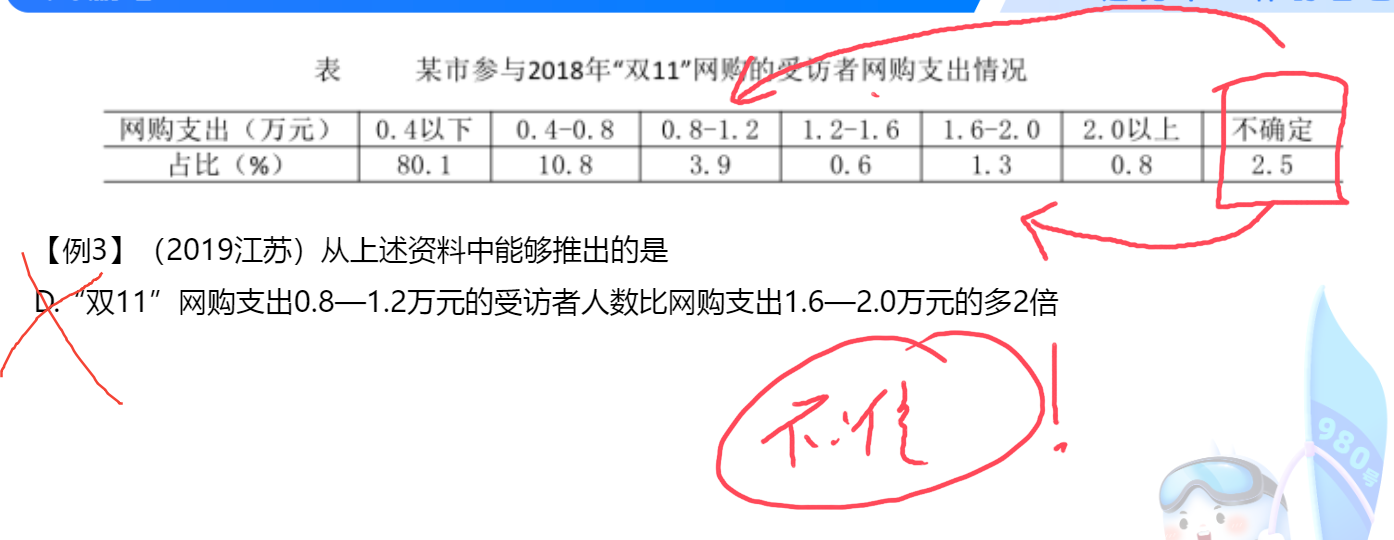 表 某市参与2018年“双11”网购的受访者网购支出情况
网购支出（万元） 0.4以下 0.4-0.8 0.8-1.2 1.2-1.6 1.6-2.0 2.0以上 不确定
占比（%） 80.1 10.8 3.9 0.6 1.3 0.8 2.5
【例3】（2019江苏）从上述资料中能够推出的是
D.“双11”网购支出0.8—1.2万元的受访者人数比网购支出1.6—2.0万元的多2倍
不准!
980号